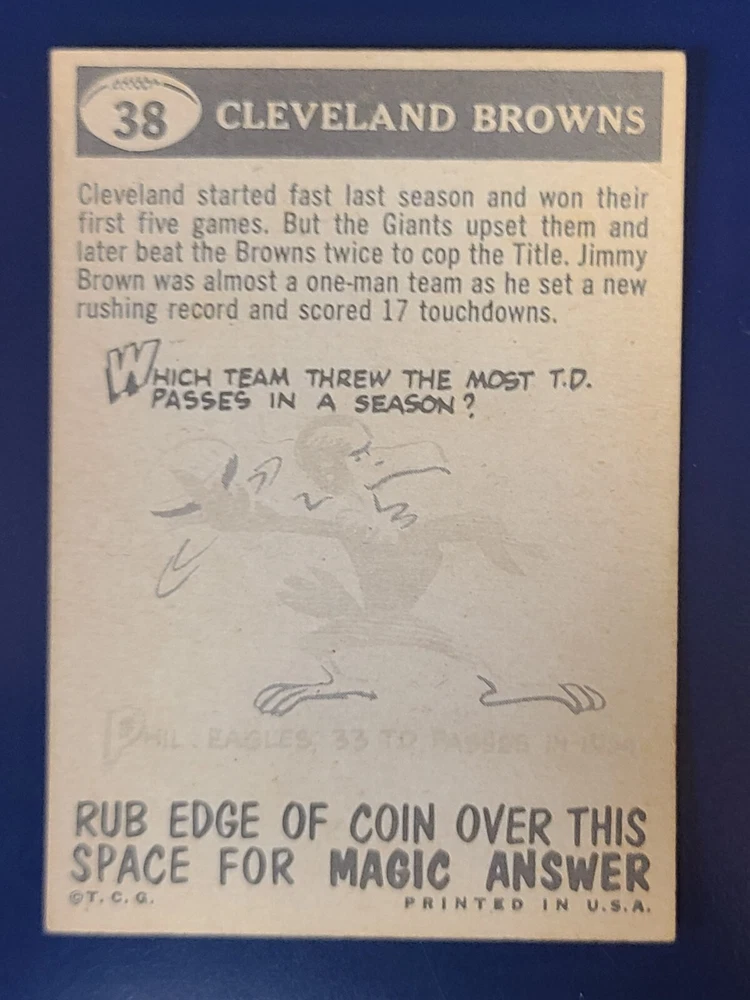 38 CLEVELAND BROWNS
Cleveland started fast last season and won their
first five games. But the Giants upset them and
later beat the Browns twice to cop the Title. Jimmy
Brown was almost a one-man team as he set a new
rushing record and scored 17 touchdowns.
WHICH TEAM THREW THE MOST T.D.
PASSES IN A SEASON?
PHIL. EAGLES, 33 T.D. PASSES IN
RUB EDGE OF COIN OVER THIS
SPACE FOR MAGIC ANSWER
©T.C.G.
PRINTED IN U.S.A.